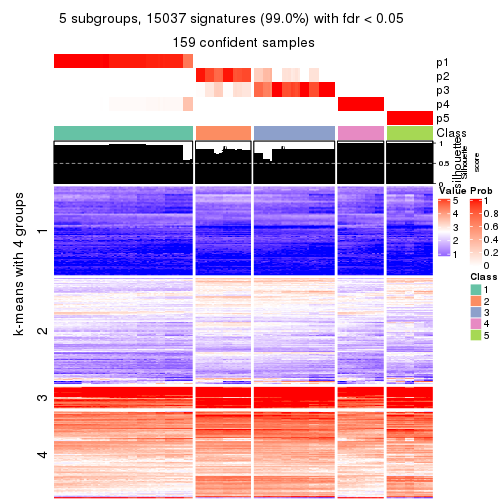 5 subgroups, 15037 signatures (99.0%) with fdr < 0.05
159 confident samples
p1
p2
p3
p4
p5
Class
1
0.5
0
silhouette
Silhouette
score
k-means with 4 groups
1
2
3
4
Value
5
4
3
2
1
Prob
1
0.8
0.6
0.4
0.2
0
Class
1
2
3
4
5